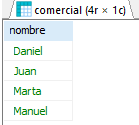 comercial (4r × 1c)
nombre
Daniel
Juan
Marta
Manuel